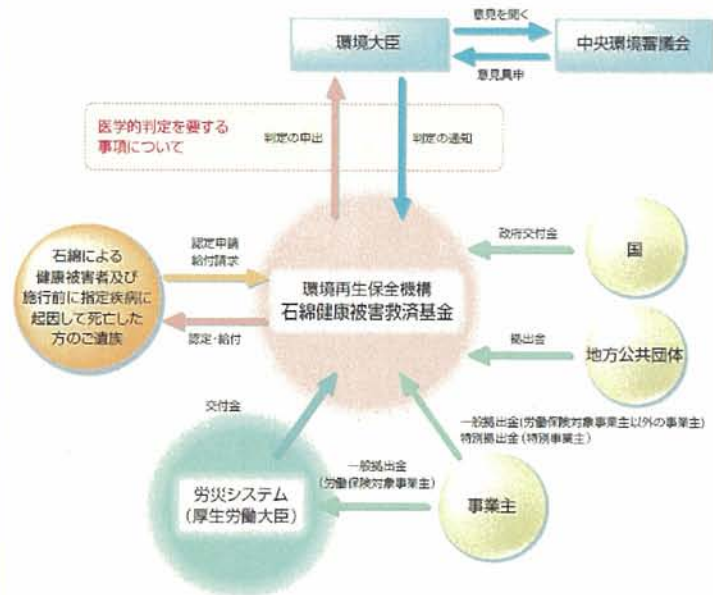 意見を聞く
環境大臣
中央環境審議会
意見具申
医学的判定を要する
事項について
判定の申出
判定の通知
石綿による
健康被害者及び
施行前に指定疾病に
起因して死亡した
方のご遺族
認定申請
給付請求
認定・給付
環境再生保全機構
石綿健康被害救済基金
政府交付金
国
拠出金
地方公共団体
交付金
一般拠出金(労働保険対象事業主以外の事業主)
特別拠出金(特別事業主)
労災システム
(厚生労働大臣)
一般拠出金
(労働保険対象事業主)
事業主